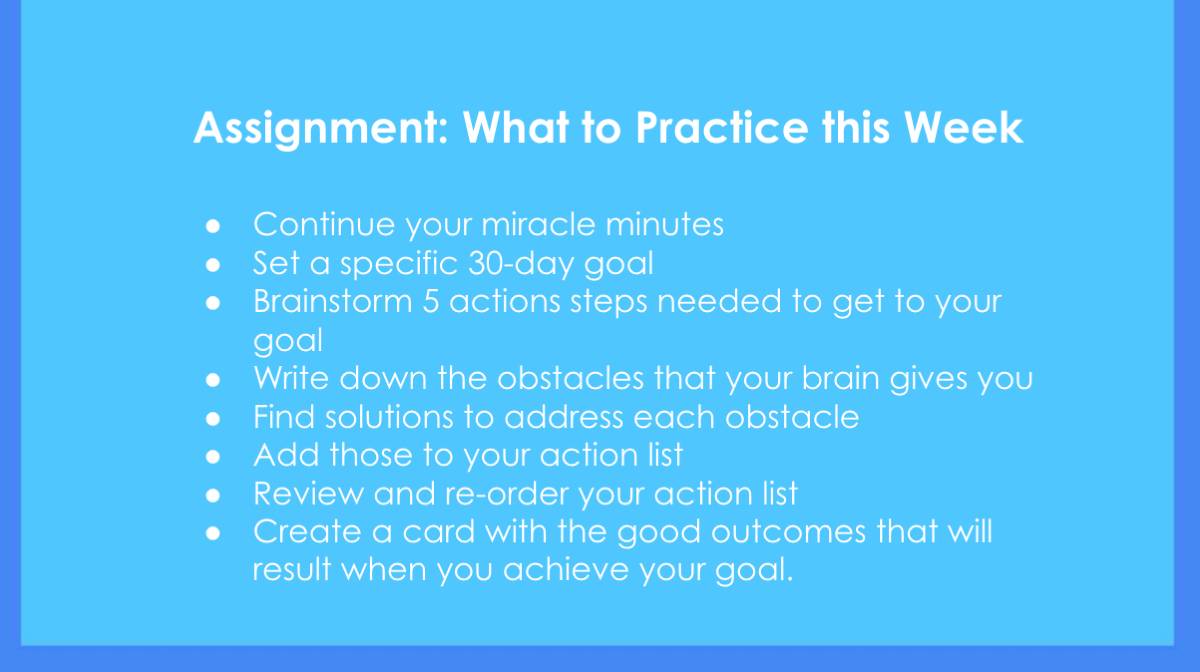 Assignment: What to Practice this Week
● Continue your miracle minutes
● Set a specific 30-day goal
● Brainstorm 5 actions steps needed to get to your
goal
● Write down the obstacles that your brain gives you
● Find solutions to address each obstacle
● Add those to your action list
● Review and re-order your action list
● Create a card with the good outcomes that will
result when you achieve your goal.